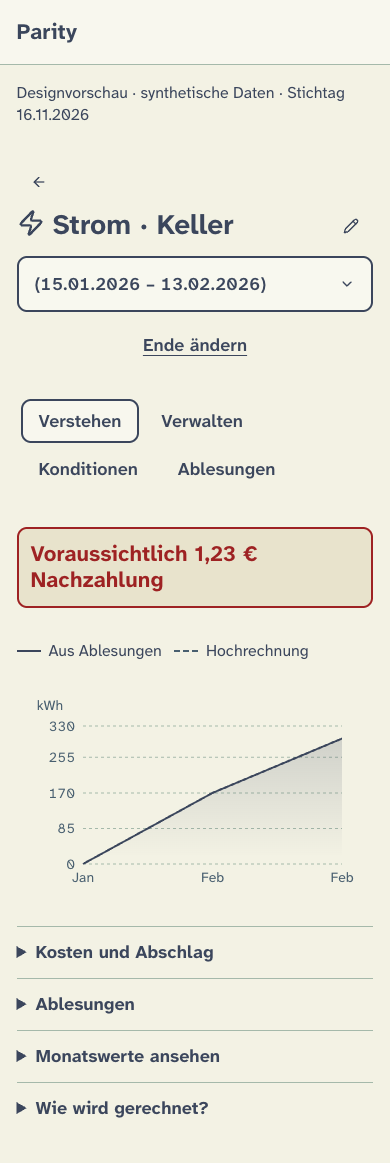 Parity
Designvorschau · synthetische Daten · Stichtag
16.11.2026
←
Strom · Keller
(15.01.2026 – 13.02.2026)
Ende ändern
Verstehen Verwalten
Konditionen Ablesungen
Voraussichtlich 1,23 €
Nachzahlung
Aus Ablesungen Hochrechnung
kWh
330
255
170
85
0
Jan Feb Feb
Kosten und Abschlag
Ablesungen
Monatswerte ansehen
Wie wird gerechnet?